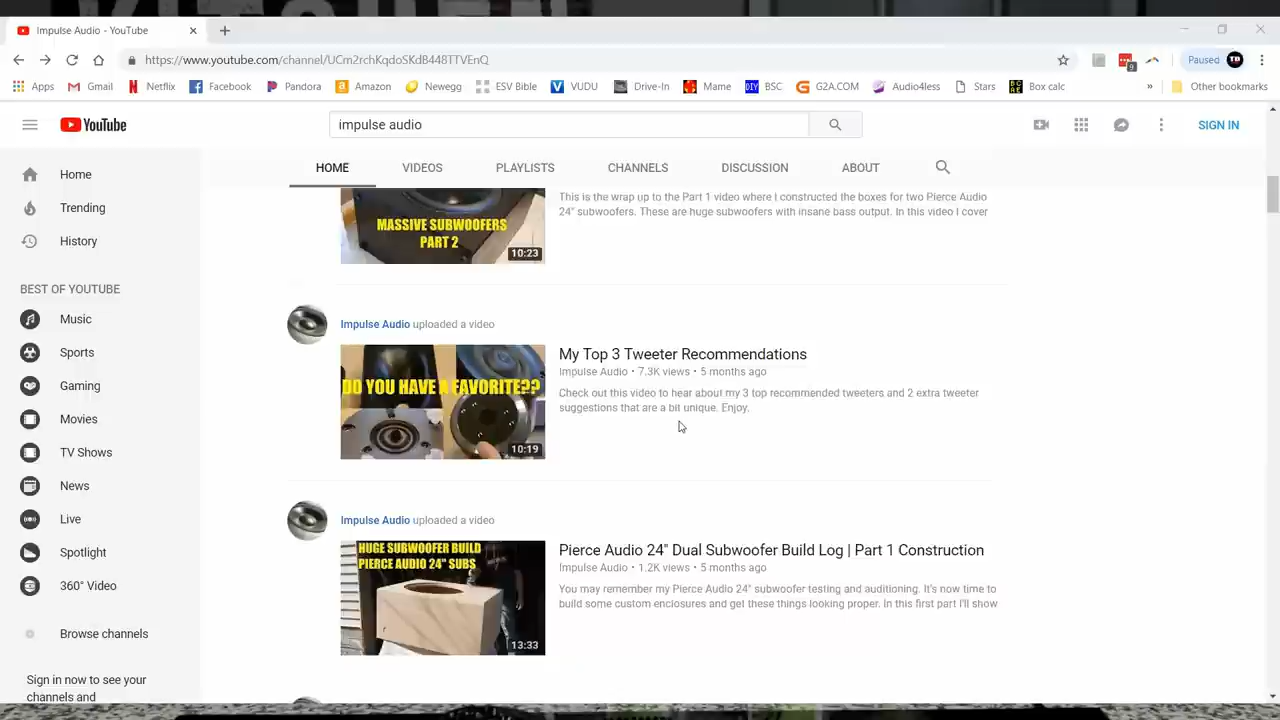 Impulse Audio - YouTube
https://www.youtube.com/channel/UCm2rchKqdoSKdB448TTVEnQ
9
Paused
Apps
Gmail
Netflix
Facebook
Pandora
Amazon
Newegg
ESV Bible
VUDU
Drive-In
Mame
DIY
BSC
G2A.COM
Audio4less
Stars
Box calc
»
Other bookmarks
YouTube
impulse audio
SIGN IN
HOME
VIDEOS
PLAYLISTS
CHANNELS
DISCUSSION
ABOUT
Home
Trending
History
BEST OF YOUTUBE
Music
Sports
Gaming
Movies
TV Shows
News
Live
Spotlight
360° Video
Browse channels
Sign in now to see your
channels and
MASSIVE SUBWOOFERS
PART 2
10:23
This is the wrap up to the Part 1 video where I constructed the boxes for two Pierce Audio
24" subwoofers. These are huge subwoofers with insane bass output. In this video I cover
Impulse Audio uploaded a video
DO YOU HAVE A FAVORITE??
10:19
My Top 3 Tweeter Recommendations
Impulse Audio • 7.3K views • 5 months ago
Check out this video to hear about my 3 top recommended tweeters and 2 extra tweeter
suggestions that are a bit unique. Enjoy.
Impulse Audio uploaded a video
HUGE SUBWOOFER BUILD
PIERCE AUDIO 24" SUBS
13:33
Pierce Audio 24" Dual Subwoofer Build Log | Part 1 Construction
Impulse Audio • 1.2K views • 5 months ago
You may remember my Pierce Audio 24" subwoofer testing and auditioning. It's now time to
build some custom enclosures and get these things looking proper. In this first part I'll show